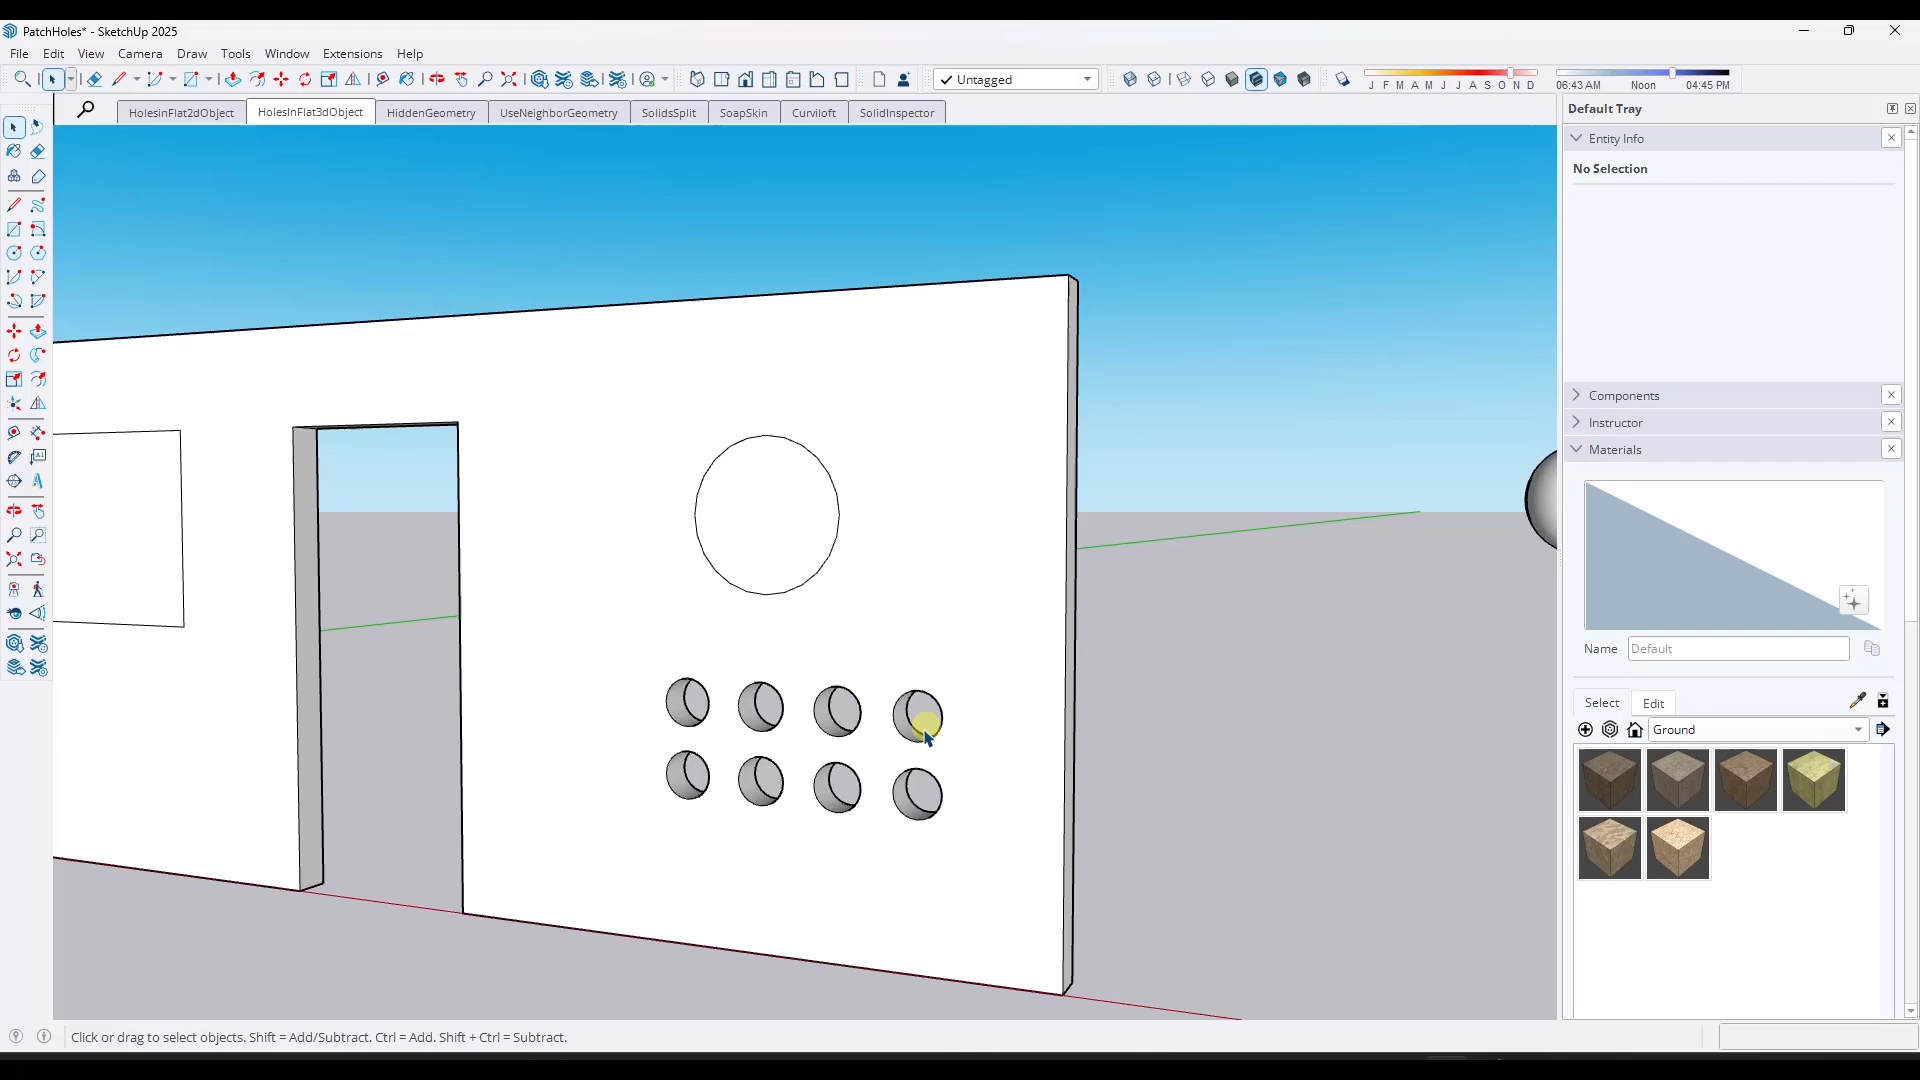 PatchHoles* - SketchUp 2025
File Edit View Camera Draw Tools Window Extensions Help
Untagged
J F M A M J J A S O N D
06:43 AM Noon 04:45 PM
HolesinFlat2dObject HolesInFlat3dObject HiddenGeometry UseNeighborGeometry SolidsSplit SoapSkin Curviloft SolidInspector
Default Tray
Entity Info
No Selection
Components
Instructor
Materials
Name Default
Select Edit
Ground
Click or drag to select objects. Shift = Add/Subtract. Ctrl = Add. Shift + Ctrl = Subtract.